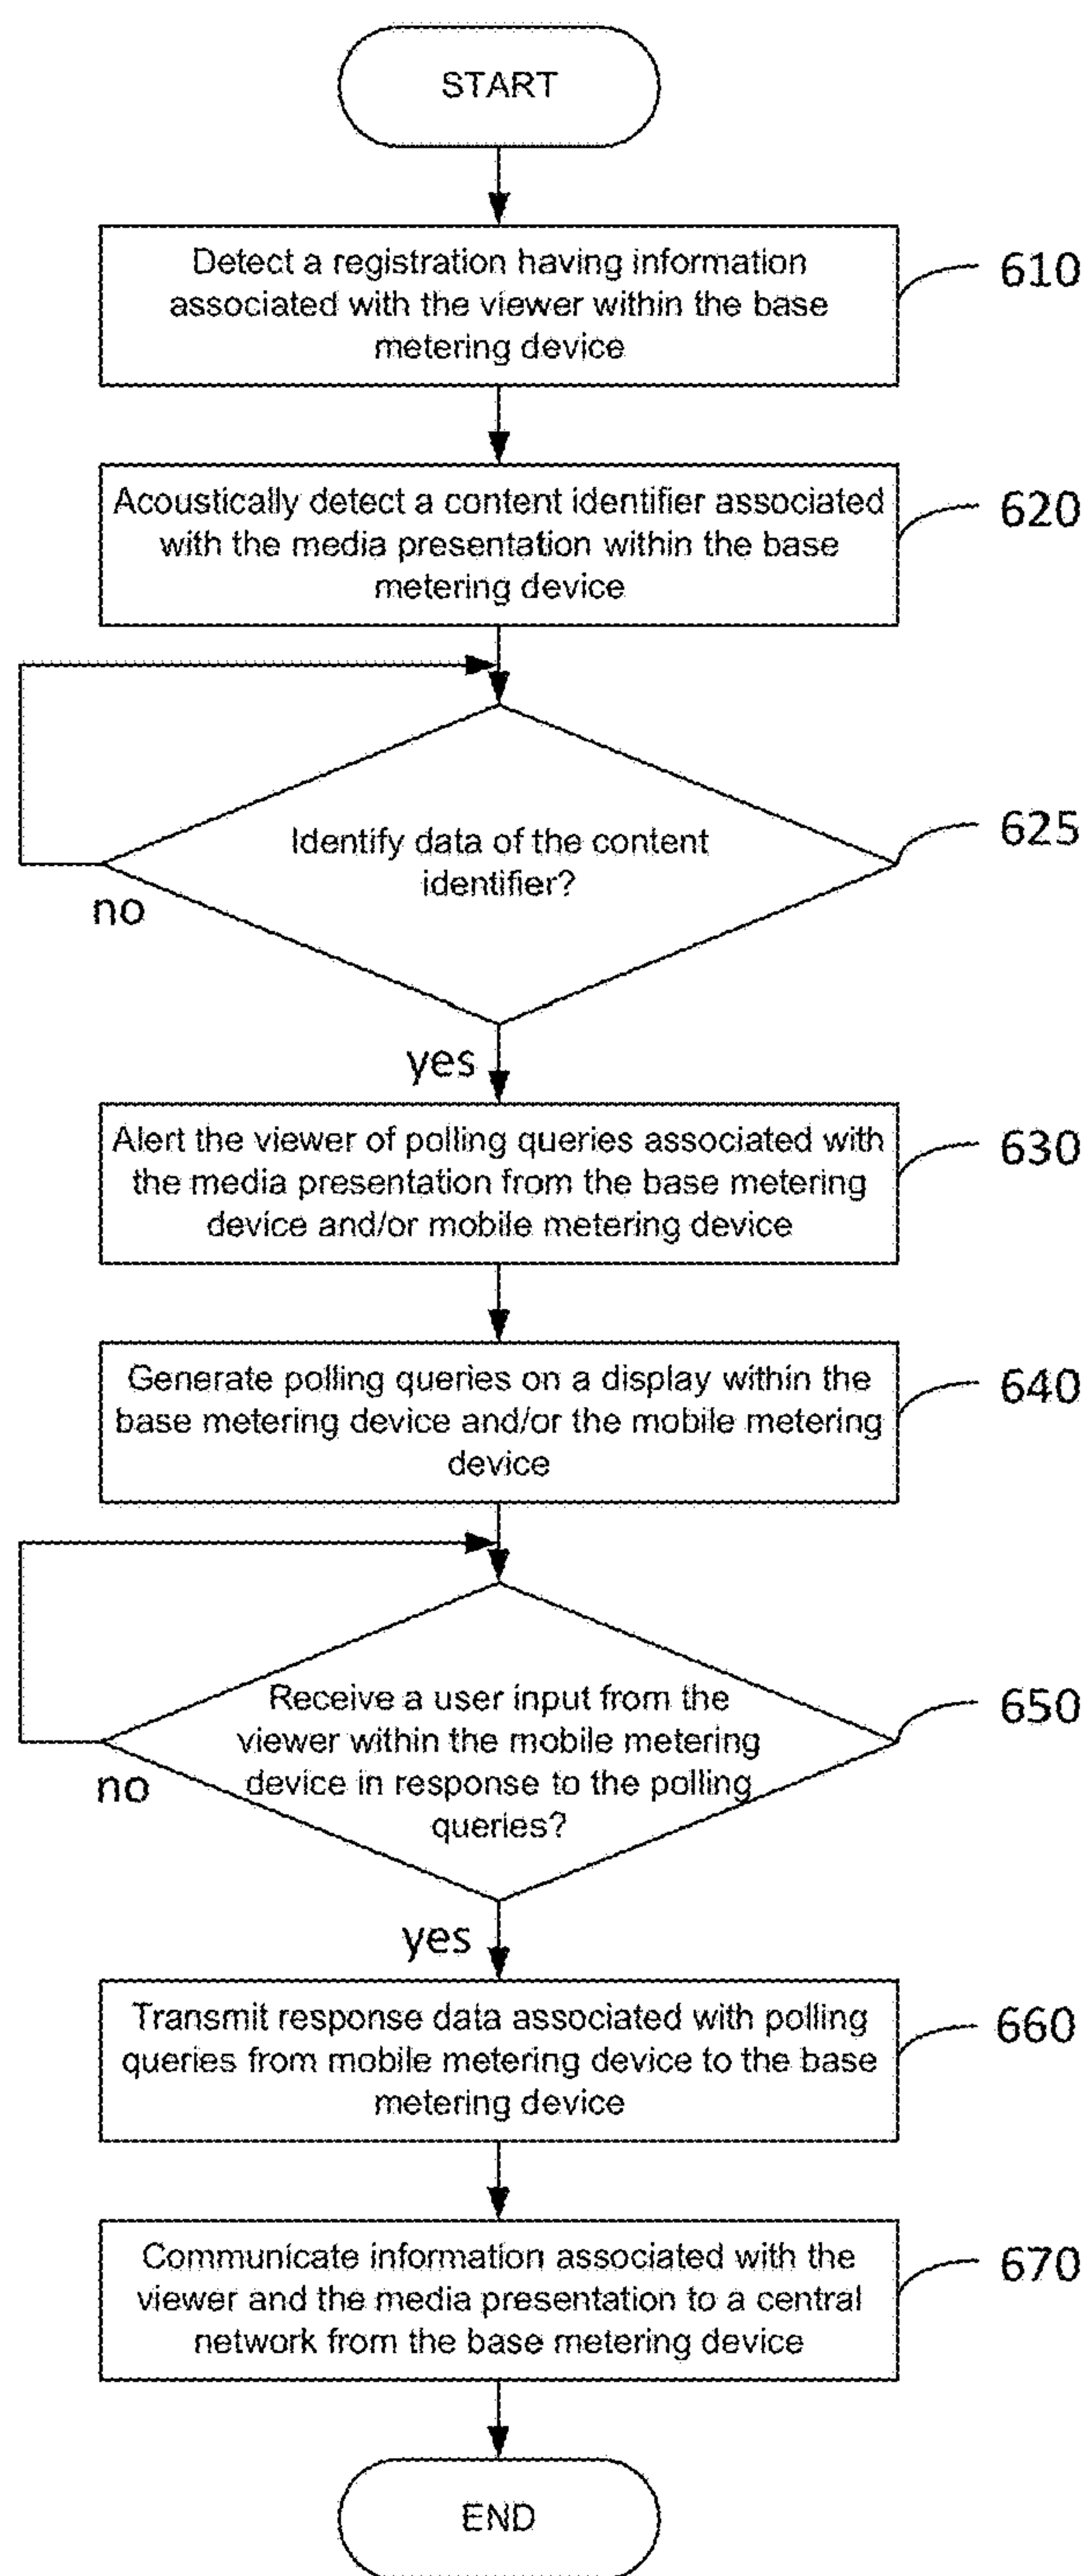 START
Detect a registration having information
associated with the viewer within the base
metering device
610
Acoustically detect a content identifier associated
with the media presentation within the base
metering device
620
Identify data of the content
identifier?
625
no
yes
Alert the viewer of polling queries associated with
the media presentation from the base metering
device and/or mobile metering device
630
Generate polling queries on a display within the
base metering device and/or the mobile metering
device
640
Receive a user input from the
viewer within the mobile metering
device in response to the polling
queries?
650
no
yes
Transmit response data associated with polling
queries from mobile metering device to the base
metering device
660
Communicate information associated with the
viewer and the media presentation to a central
network from the base metering device
670
END